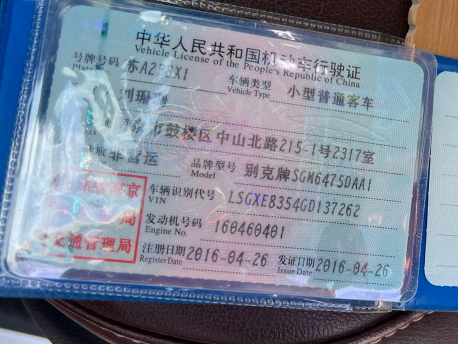 中华人民共和国机动车行驶证
Vehicle License of the People's Republic of China
号牌号码
车辆类型 小型普通客车
Vehicle Type
市鼓楼区中山北路215-1号2317室
非营运
品牌型号 别克牌SGM6475DAA1
Model
车辆识别代号 LSGXE8354GD137262
VIN
发动机号码 160460401
Engine No.
注册日期 2016-04-26 发证日期 2016-04-26
Register Date Issue Date
交通管理局